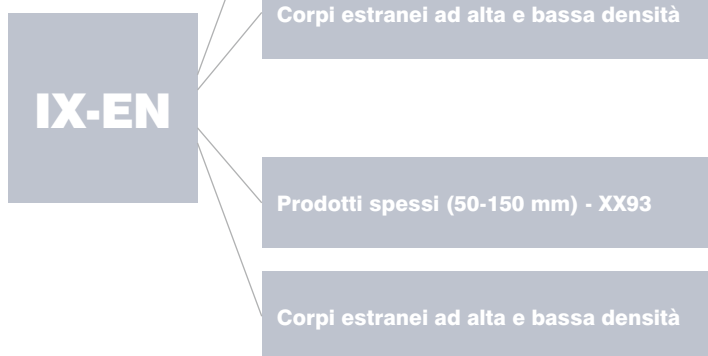 Corpi estranei ad alta e bassa densità
IX-EN
Prodotti spessi (50-150 mm) - XX93
Corpi estranei ad alta e bassa densità